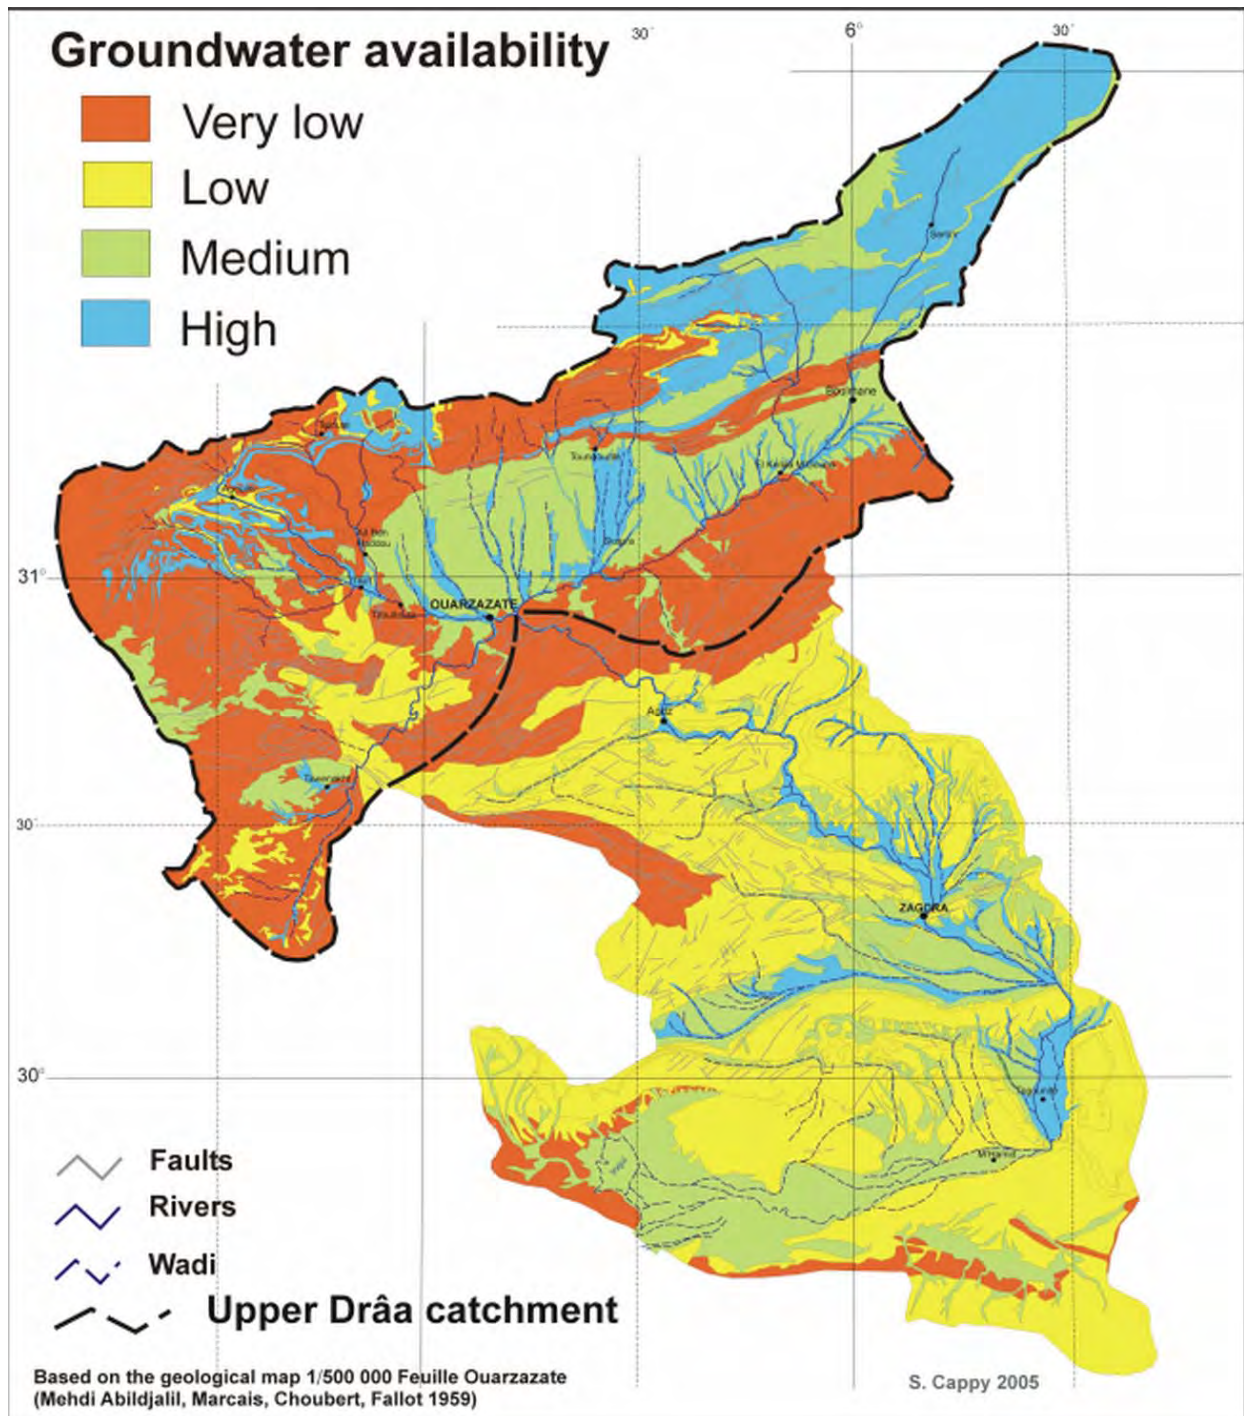 Groundwater availability
Very low
Low
Medium
High
30´
6°
30´
Boulmane
OUARZAZATE
31°
Agdz
30´
ZAGORA
30°
Faults
Rivers
Wadi
Upper Drâa catchment
Based on the geological map 1/500 000 Feuille Ouarzazate
(Mehdi Abildjalil, Marcais, Choubert, Fallot 1959)
S. Cappy 2005